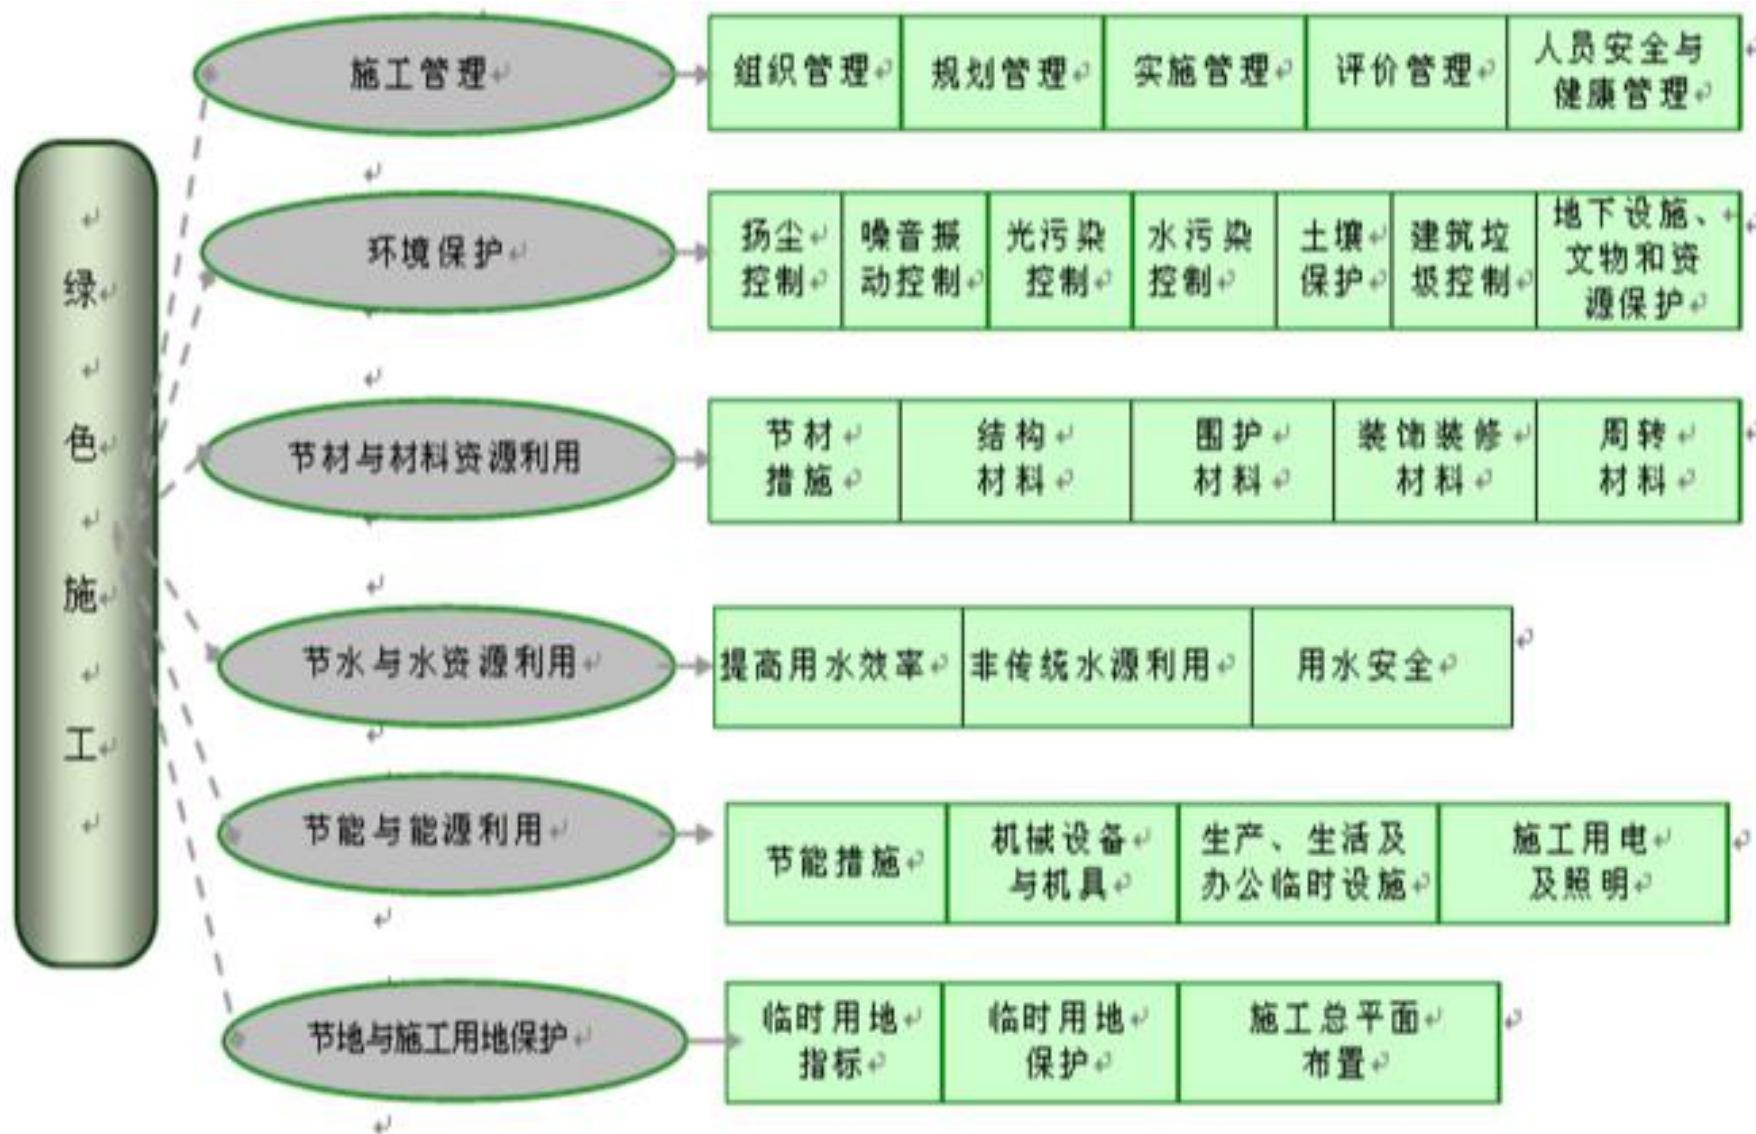 绿
色
施
工
施工管理
组织管理
规划管理
实施管理
评价管理
人员安全与
健康管理
环境保护
扬尘
控制
噪音振
动控制
光污染
控制
水污染
控制
土壤
保护
建筑垃
圾控制
地下设施、
文物和资
源保护
节材与材料资源利用
节材
措施
结构
材料
围护
材料
装饰装修
材料
周转
材料
节水与水资源利用
提高用水效率
非传统水源利用
用水安全
节能与能源利用
节能措施
机械设备
与机具
生产、生活及
办公临时设施
施工用电
及照明
节地与施工用地保护
临时用地
指标
临时用地
保护
施工总平面
布置